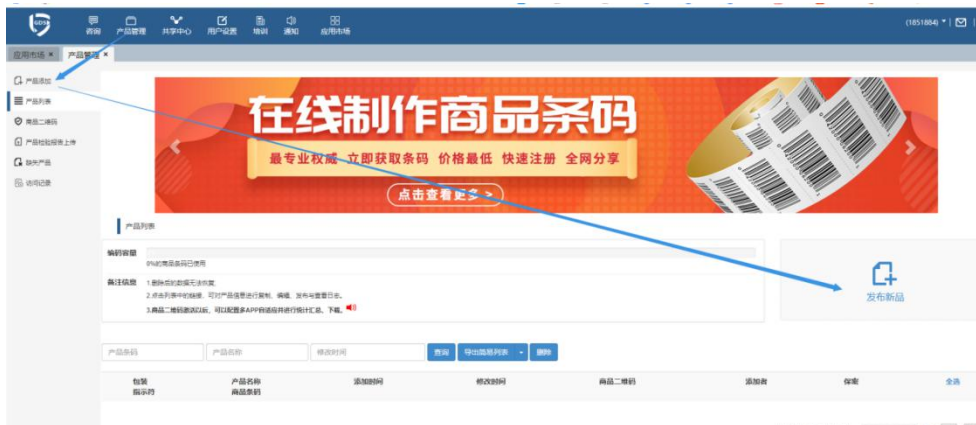 GDS
咨询 产品管理 共享中心 用户设置 培训 通知 应用市场
(1851884)
应用市场 × 产品管理 ×
产品添加
产品列表
商品二维码
产品检验报告上传
缺失产品
访问记录
在线制作商品条码
最专业权威 立即获取条码 价格最低 快速注册 全网分享
点击查看更多 >
产品列表
编码容量
0%的商品条码已使用
备注信息 1.删除后的数据无法恢复
2.点击列表中的链接，可对产品信息进行复制、编辑、发布与查看日志。
3.商品二维码激活以后，可以配置多APP自适应并进行统计汇总、下载。
发布新品
产品条码 产品名称 修改时间 查询 导出简易列表 删除
包装 产品名称 添加时间 修改时间 商品二维码 添加者 保密 全选
指示符 商品条码